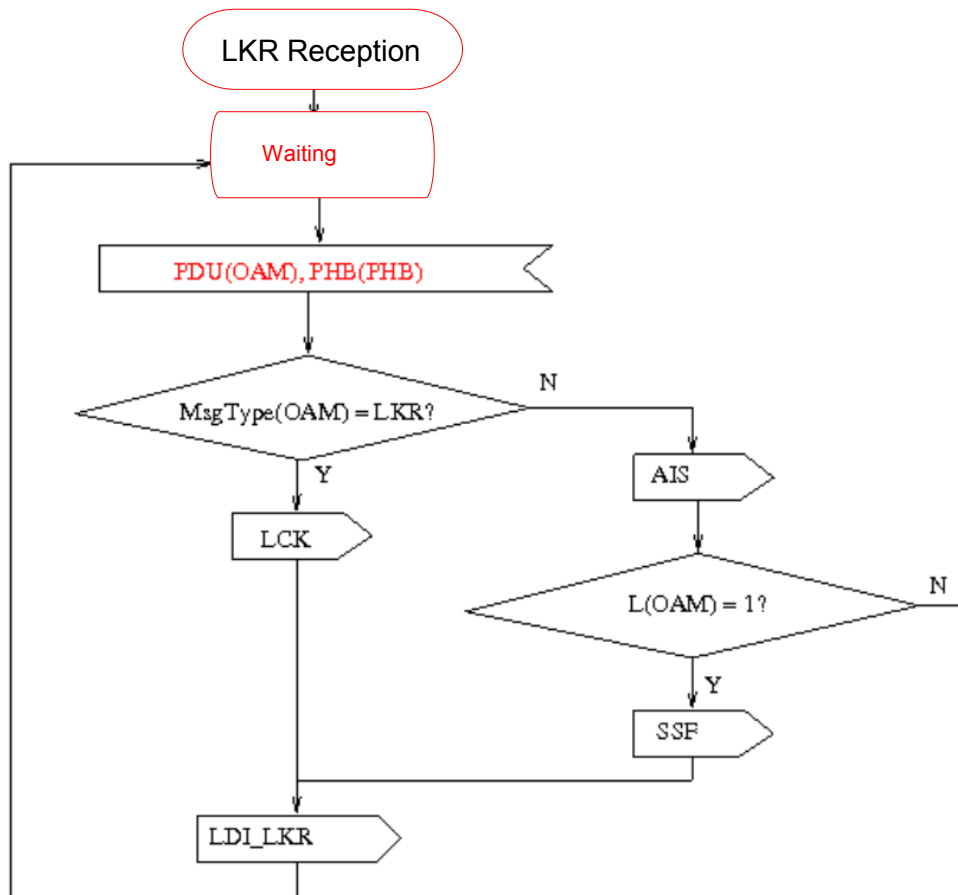 LKR Reception
Waiting
PDU(OAM), PHB(PHB)
MsgType(OAM) = LKR?
N
Y
AIS
LCK
L(OAM) = 1?
N
Y
SSF
LDI_LKR